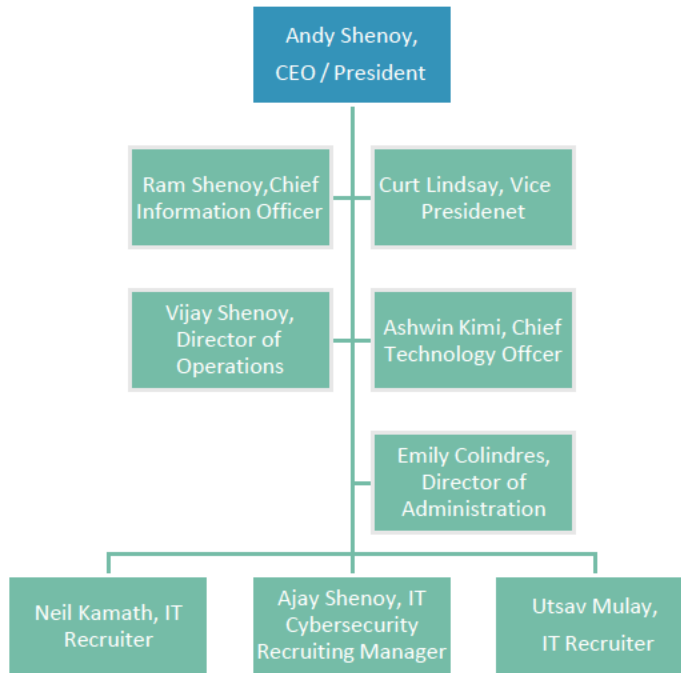 Andy Shenoy,
CEO / President
Ram Shenoy,Chief
Information Officer
Curt Lindsay, Vice
Presidenet
Vijay Shenoy,
Director of
Operations
Ashwin Kimi, Chief
Technology Offcer
Emily Colindres,
Director of
Administration
Neil Kamath, IT
Recruiter
Ajay Shenoy, IT
Cybersecurity
Recruiting Manager
Utsav Mulay,
IT Recruiter